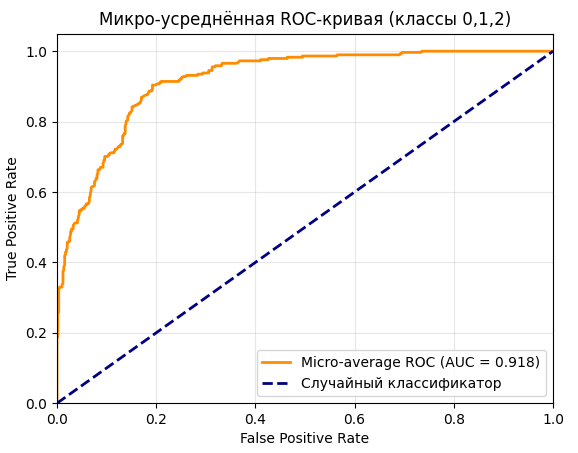 Микро-усреднённая ROC-кривая (классы 0,1,2)
True Positive Rate
1.0
0.8
0.6
0.4
0.2
0.0
Micro-average ROC (AUC = 0.918)
Случайный классификатор
0.0 0.2 0.4 0.6 0.8 1.0
False Positive Rate